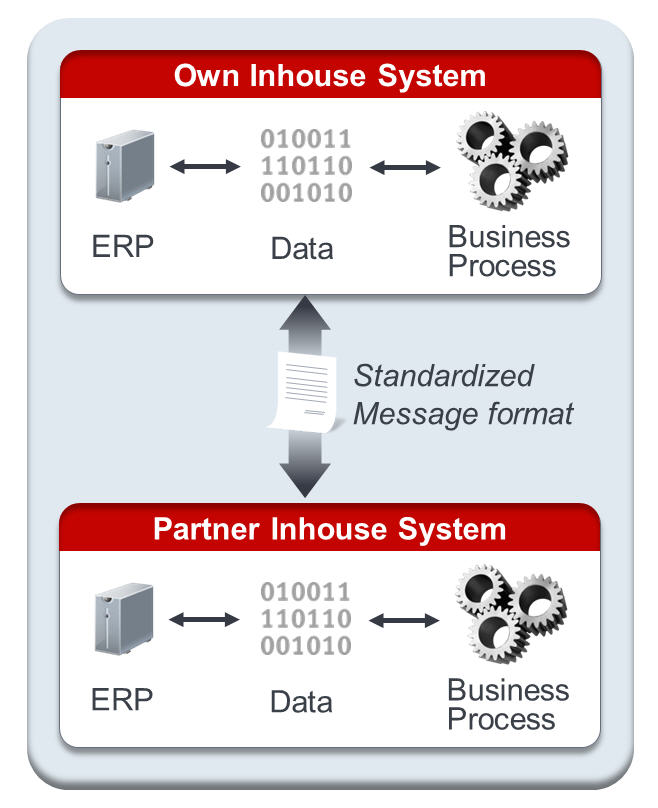 Own Inhouse System
010011
110110
001010
ERP
Data
Business
Process
Standardized
Message format
Partner Inhouse System
010011
110110
001010
ERP
Data
Business
Process